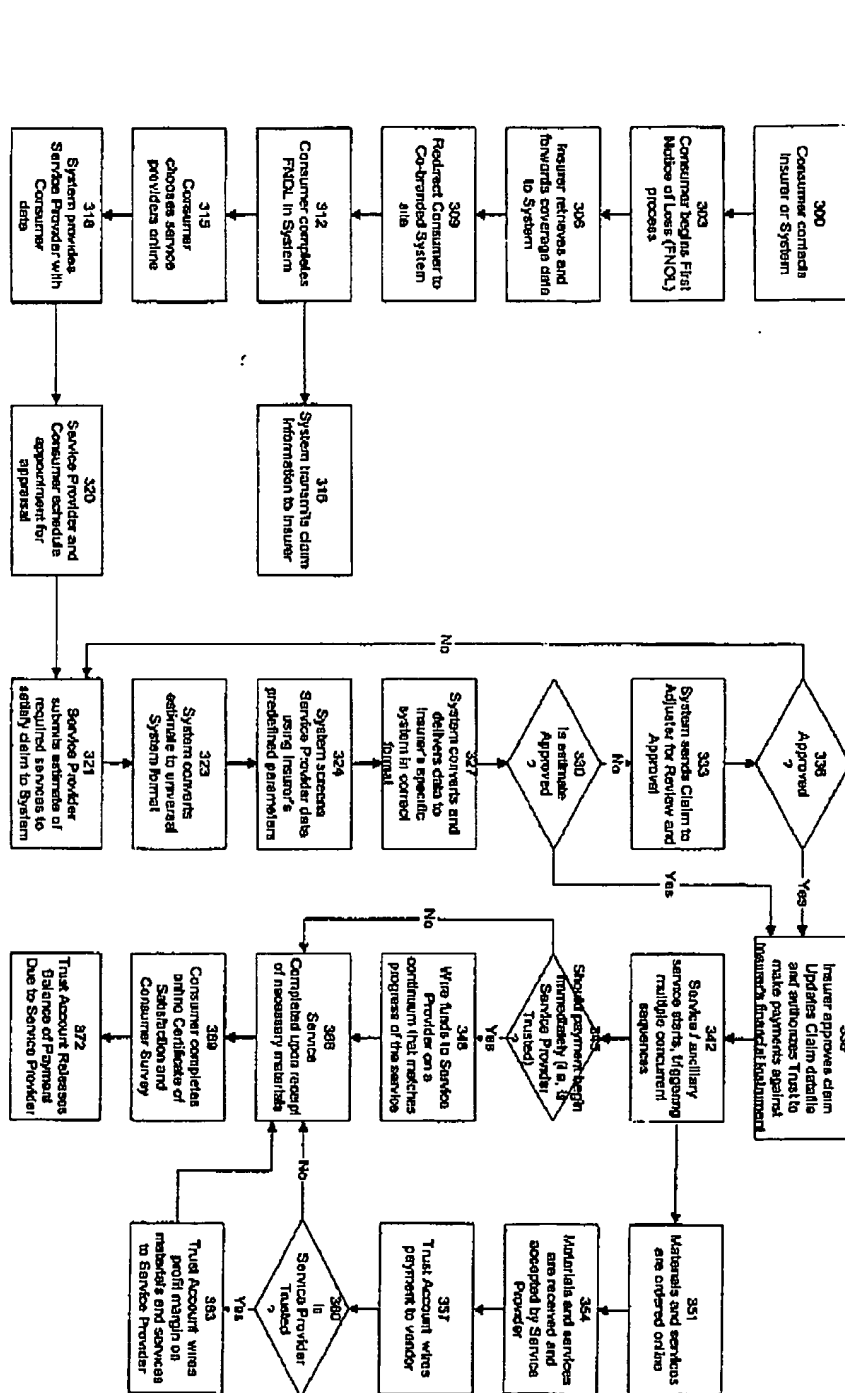 300
Consumer contacts
Insurer or System
303
Consumer begins First
Notice of Loss (FNOL)
process
306
Insurer retrieves and
forwards coverage data
to System
309
Redirect Consumer to
Co-branded System
site
312
Consumer completes
FNOL in System
315
Consumer
chooses service
providers online
318
System provides
Service Provider with
Consumer
data
316
System transmits claim
information to Insurer
320
Service Provider and
Consumer schedule
appointment for
appraisal
336
Approved
?
No
Yes
333
System sends Claim to
Adjuster for Review and
Approval
No
330
Is estimate
Approved
?
Yes
327
System converts and
delivers data to
Insurer's specific
system in correct
format
324
System screens
Service Provider data
using Insurer's
predefined parameters
323
System converts
estimate to universal
System format
321
Service Provider
submits estimate of
required services to
satisfy claim to System
Insurer approves claim
Updates Claim datafile
and authorizes Trust to
make payments against
Insurer's financial instrument
342
Service / ancillary
service starts, triggering
multiple concurrent
sequences
345
Should payment begin
immediately (i.e., is
Service Provider
Trusted)
No
Yes
348
Wire funds to Service
Provider on a
continuum that matches
progress of the service
366
Service
Completed upon receipt
of necessary materials
369
Consumer completes
online Certificate of
Satisfaction and
Consumer Survey
372
Trust Account Releases
Balance of Payment
Due to Service Provider
351
Materials and services
are ordered online
354
Materials and services
are received and
accepted by Service
Provider
357
Trust Account wires
payment to vendor
360
Is
Service Provider
Trusted
?
No
Yes
363
Trust Account wires
profit margin on
materials and services
to Service Provider